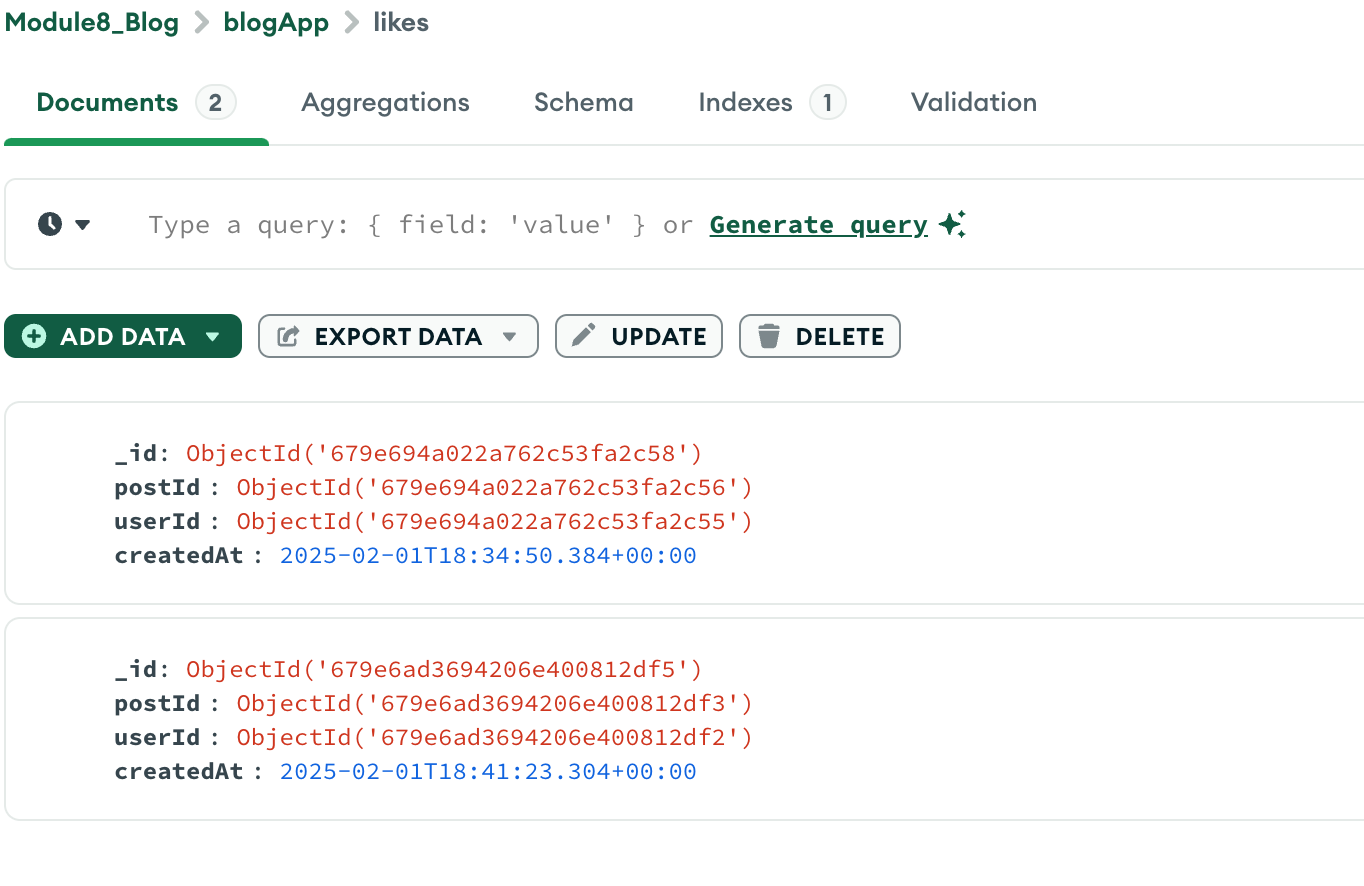 Module8_Blog > blogApp > likes
Documents 2 Aggregations Schema Indexes 1 Validation
Type a query: { field: 'value' } or Generate query
ADD DATA EXPORT DATA UPDATE DELETE
_id: ObjectId('679e694a022a762c53fa2c58')
postId : ObjectId('679e694a022a762c53fa2c56')
userId : ObjectId('679e694a022a762c53fa2c55')
createdAt : 2025-02-01T18:34:50.384+00:00
_id: ObjectId('679e6ad3694206e400812df5')
postId : ObjectId('679e6ad3694206e400812df3')
userId : ObjectId('679e6ad3694206e400812df2')
createdAt : 2025-02-01T18:41:23.304+00:00